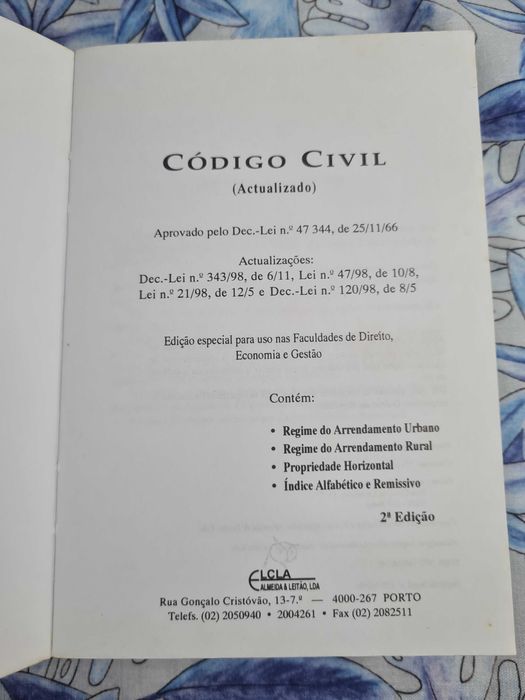 CÓDIGO CIVIL
(Actualizado)
Aprovado pelo Dec.-Lei n.º 47 344, de 25/11/66
Actualizações:
Dec.-Lei n.º 343/98, de 6/11, Lei n.º 47/98, de 10/8,
Lei n.º 21/98, de 12/5 e Dec.-Lei n.º 120/98, de 8/5
Edição especial para uso nas Faculdades de Direito,
Economia e Gestão
Contém:
• Regime do Arrendamento Urbano
• Regime do Arrendamento Rural
• Propriedade Horizontal
• Índice Alfabético e Remissivo
2ª Edição
ELCLA
ALMEIDA & LEITÃO, LDA
Rua Gonçalo Cristóvão, 13-7.º — 4000-267 PORTO
Telefs. (02) 2050940 • 2004261 • Fax (02) 2082511